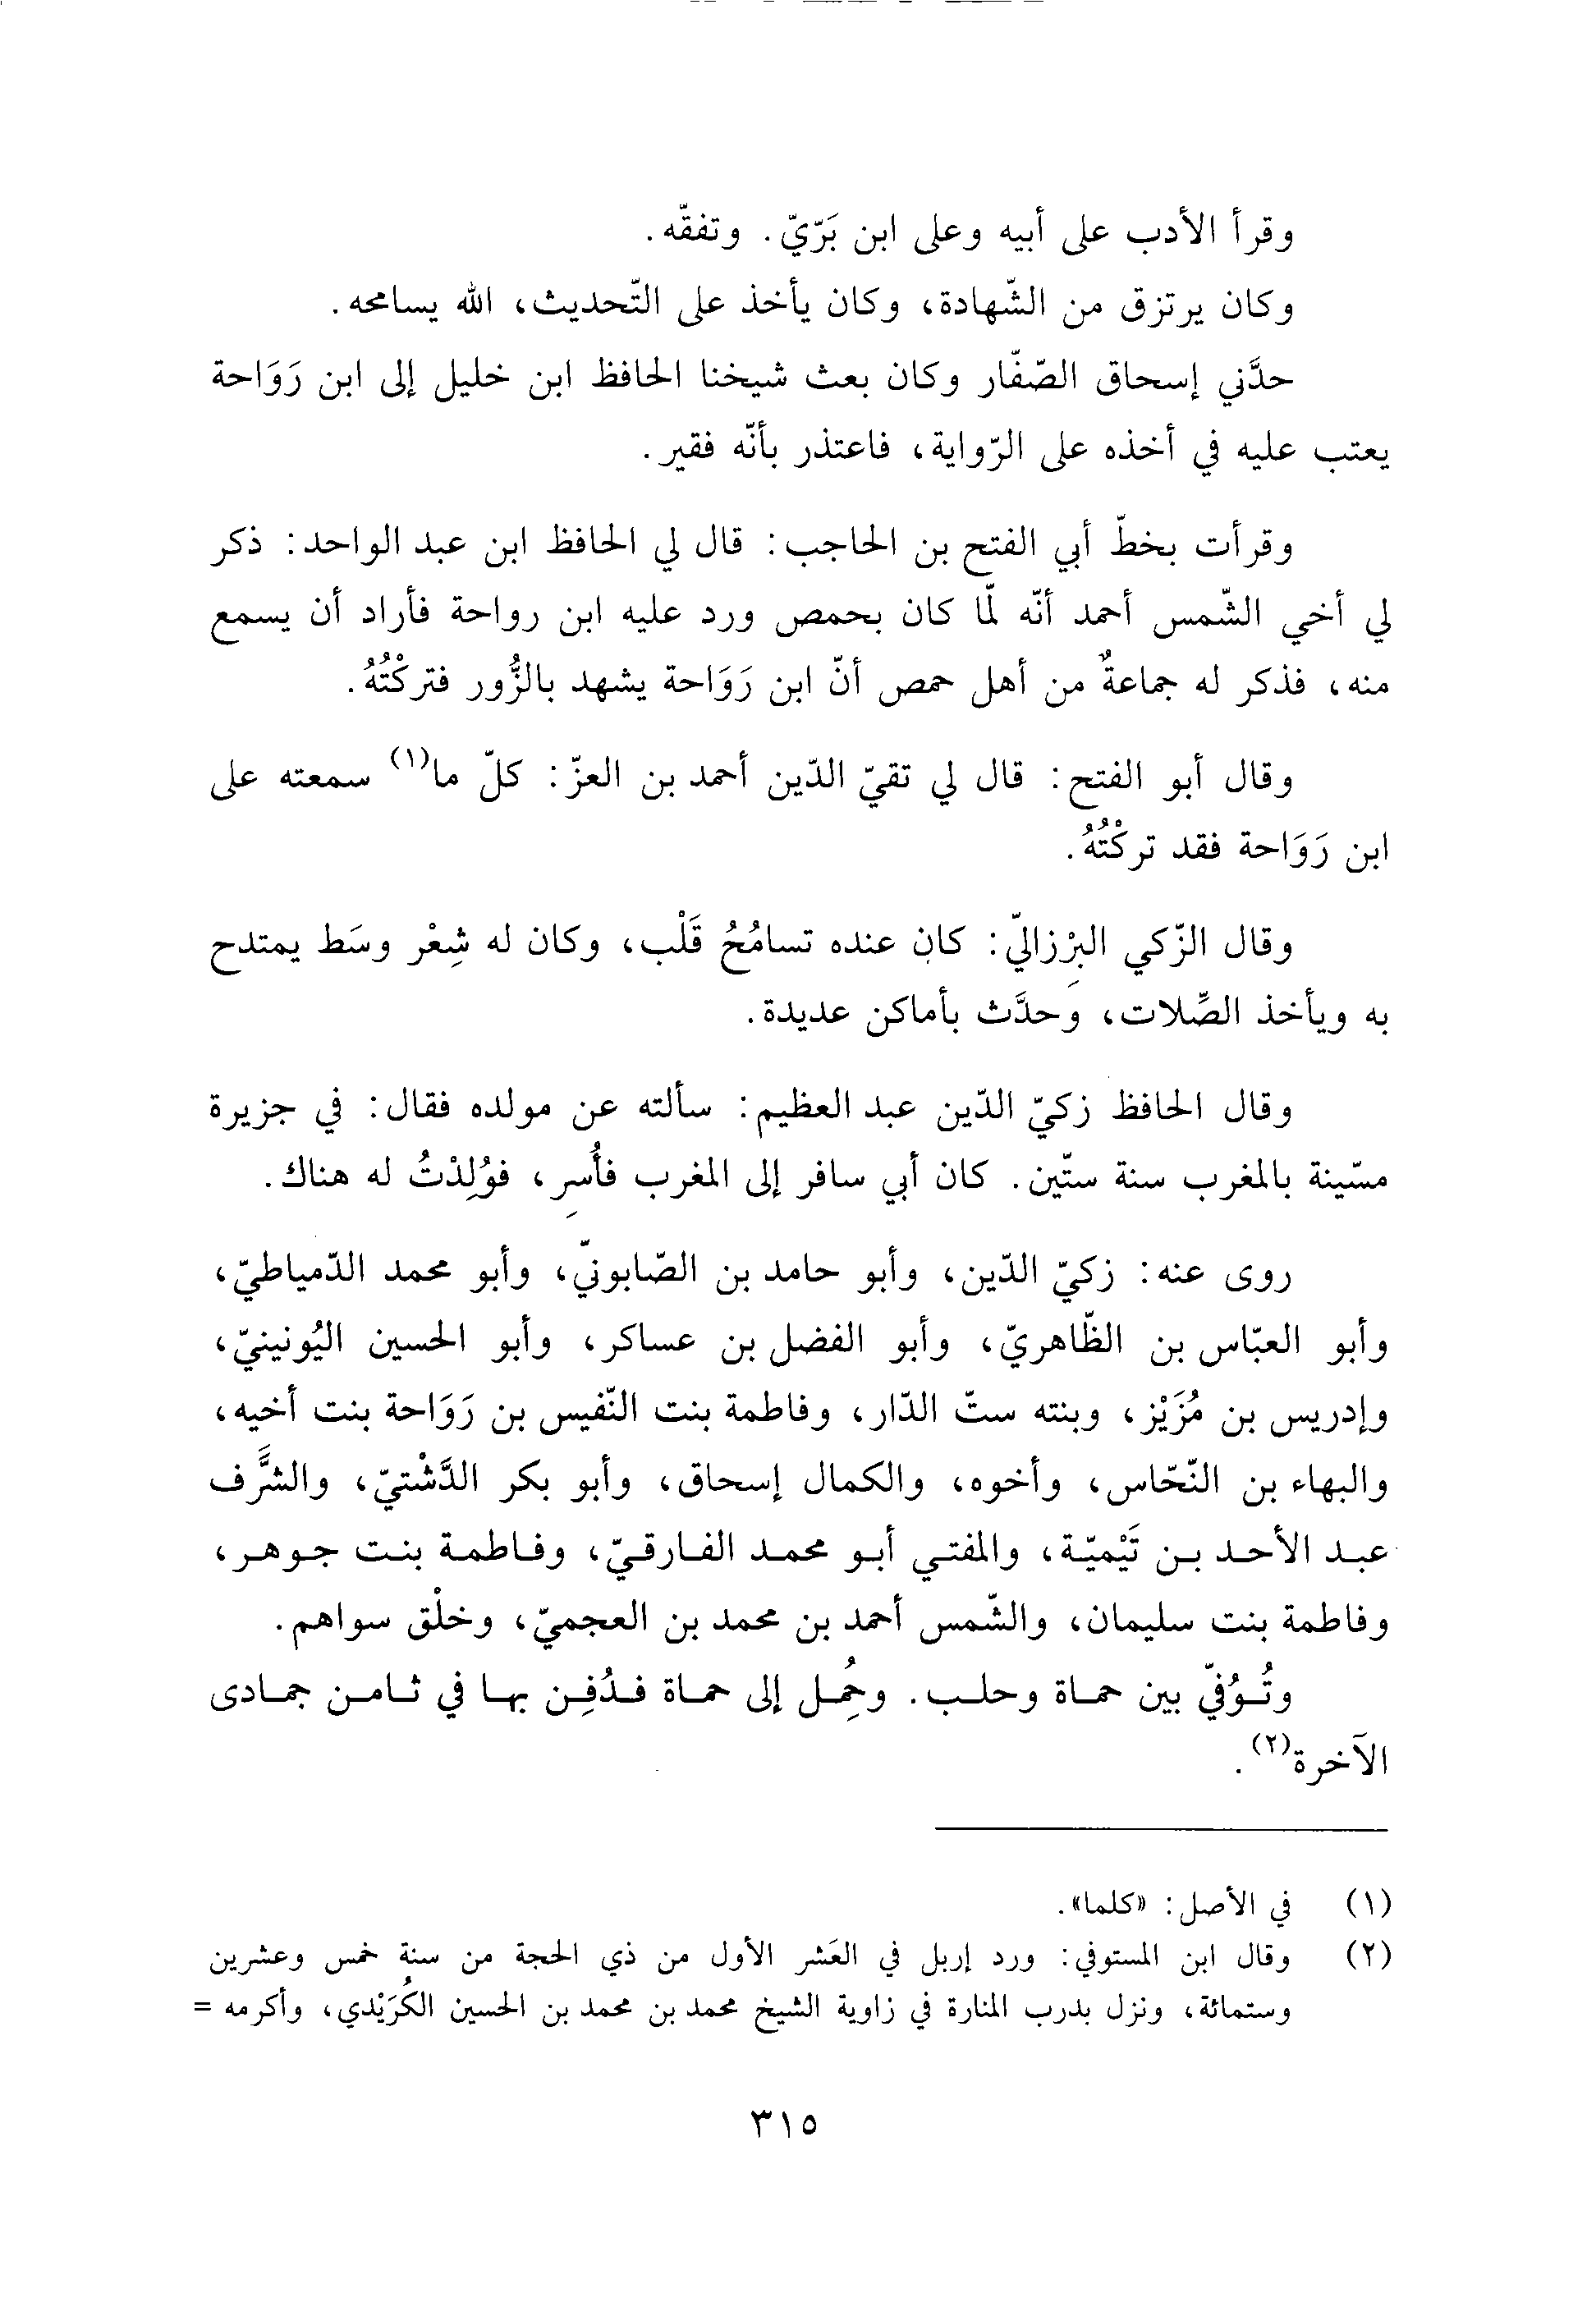 وقرأ الأدب على أبيه وعلى ابن بَرّيّ. وتفقّه.
وكان يرتزق من الشّهادة، وكان يأخذ على التّحديث، الله يسامحه.
حدَّني إسحاق الصّفّار وكان بعث شيخنا الحافظ ابن خليل إلى ابن رَوَاحة
يعتب عليه في أخذه على الرّواية، فاعتذر بأنّه فقير.
وقرأت بخطّ أبي الفتح بن الحاجب: قال لي الحافظ ابن عبد الواحد: ذكر
لي أخي الشّمس أحمد أنّه لمّا كان بحمص ورد عليه ابن رواحة فأراد أن يسمع
منه، فذكر له جماعةٌ من أهل حمص أنّ ابن رَوَاحة يشهد بالزُّور فتركْتُهُ.
وقال أبو الفتح: قال لي تقيّ الدّين أحمد بن العزّ: كلّ ما(١) سمعته على
ابن رَوَاحة فقد تركْتُهُ.
وقال الزّكي البِرْزاليّ: كان عنده تسامُحُ قَلْب، وكان له شِعْر وسَط يمتدح
به ويأخذ الصِّلات، وحدَّث بأماكن عديدة.
وقال الحافظ زكيّ الدّين عبد العظيم: سألته عن مولده فقال: في جزيرة
مسّينة بالمغرب سنة ستّين. كان أبي سافر إلى المغرب فأُسِر، فوُلِدْتُ له هناك.
روى عنه: زكيّ الدّين، وأبو حامد بن الصّابونيّ، وأبو محمد الدّمياطيّ،
وأبو العبّاس بن الظّاهريّ، وأبو الفضل بن عساكر، وأبو الحسين اليُونينيّ،
وإدريس بن مُزَيْز، وبنته ستّ الدّار، وفاطمة بنت النّفيس بن رَوَاحة بنت أخيه،
والبهاء بن النّحّاس، وأخوه، والكمال إسحاق، وأبو بكر الدَّشْتيّ، والشَّرَف
عبد الأحد بن تَيْميّة، والمفتي أبو محمد الفارقيّ، وفاطمة بنت جوهر،
وفاطمة بنت سليمان، والشّمس أحمد بن محمد بن العجميّ، وخلْق سواهم.
وتُوُفيّ بين حماة وحلب. وحُمِل إلى حماة فدُفِن بها في ثامن جمادى
الآخرة(٢).
(١) في الأصل: «كلما».
(٢) وقال ابن المستوفي: ورد إربل في العَشر الأول من ذي الحجة من سنة خمس وعشرين
وستمائة، ونزل بدرب المنارة في زاوية الشيخ محمد بن محمد بن الحسين الكُرَيْدي، وأكرمه =
٣١٥